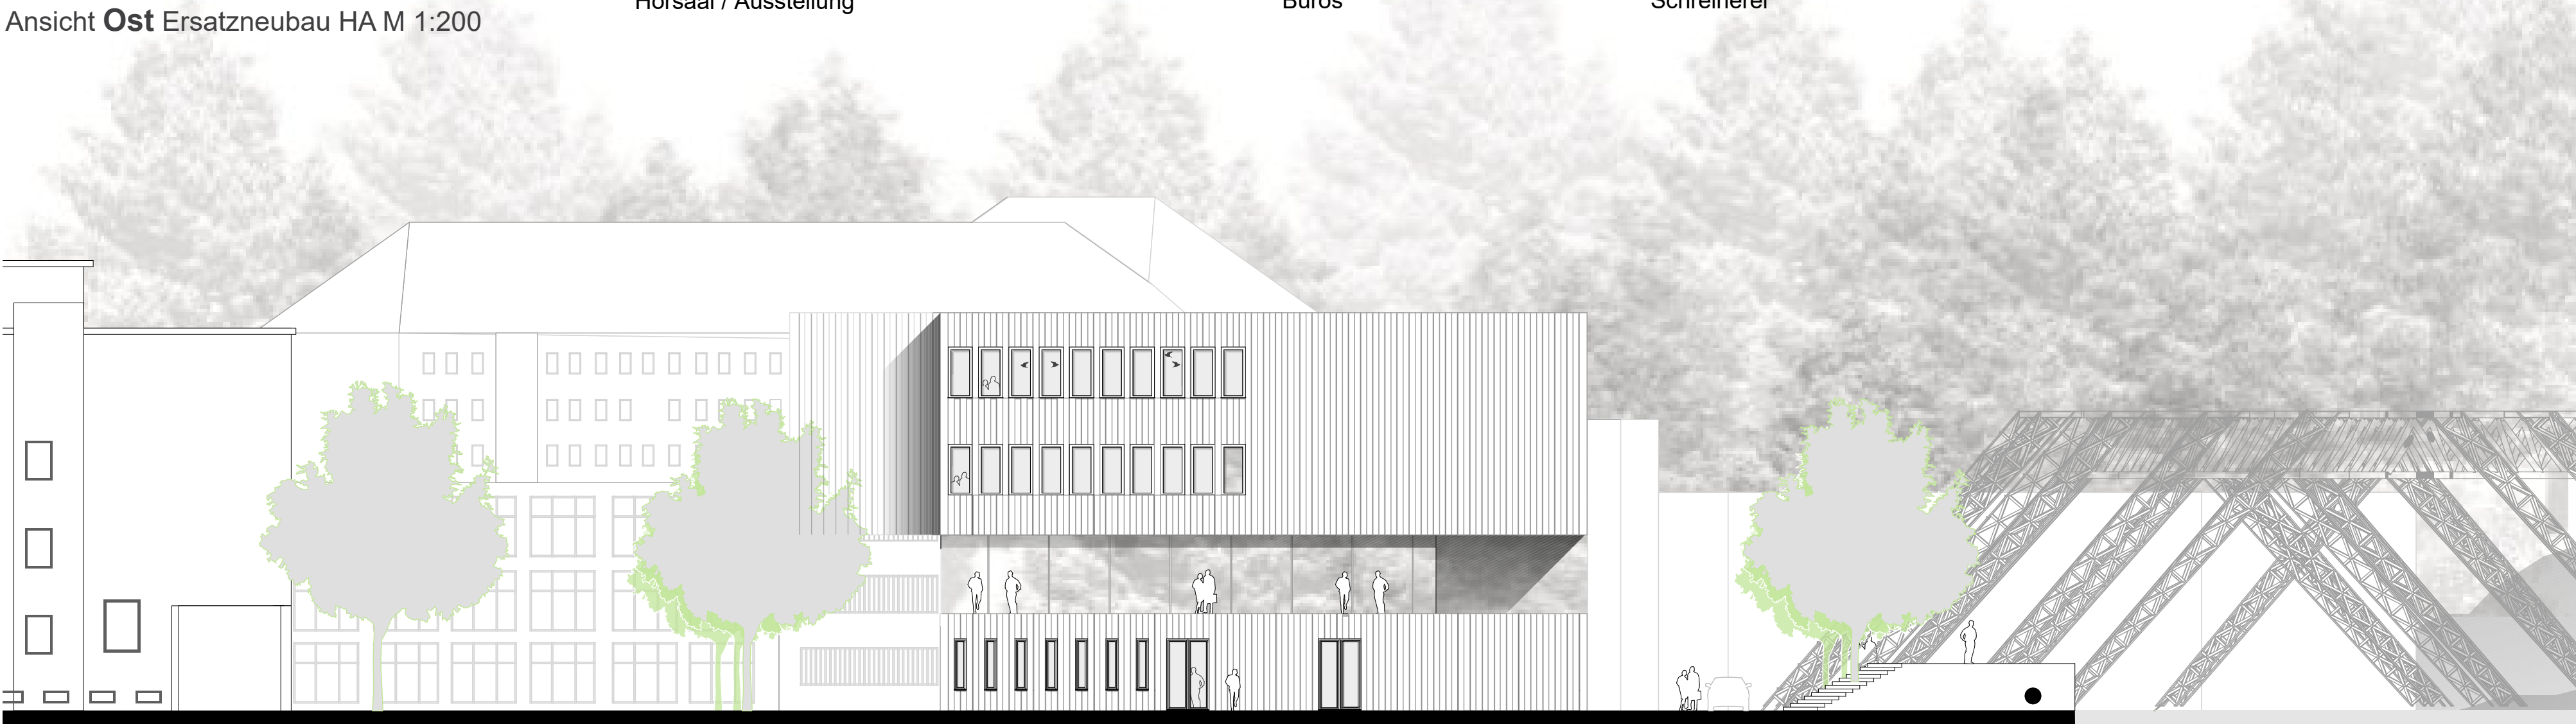 Hörsaal / Ausstellung
Büros
Schreinerei
Ansicht Ost Ersatzneubau HA M 1:200